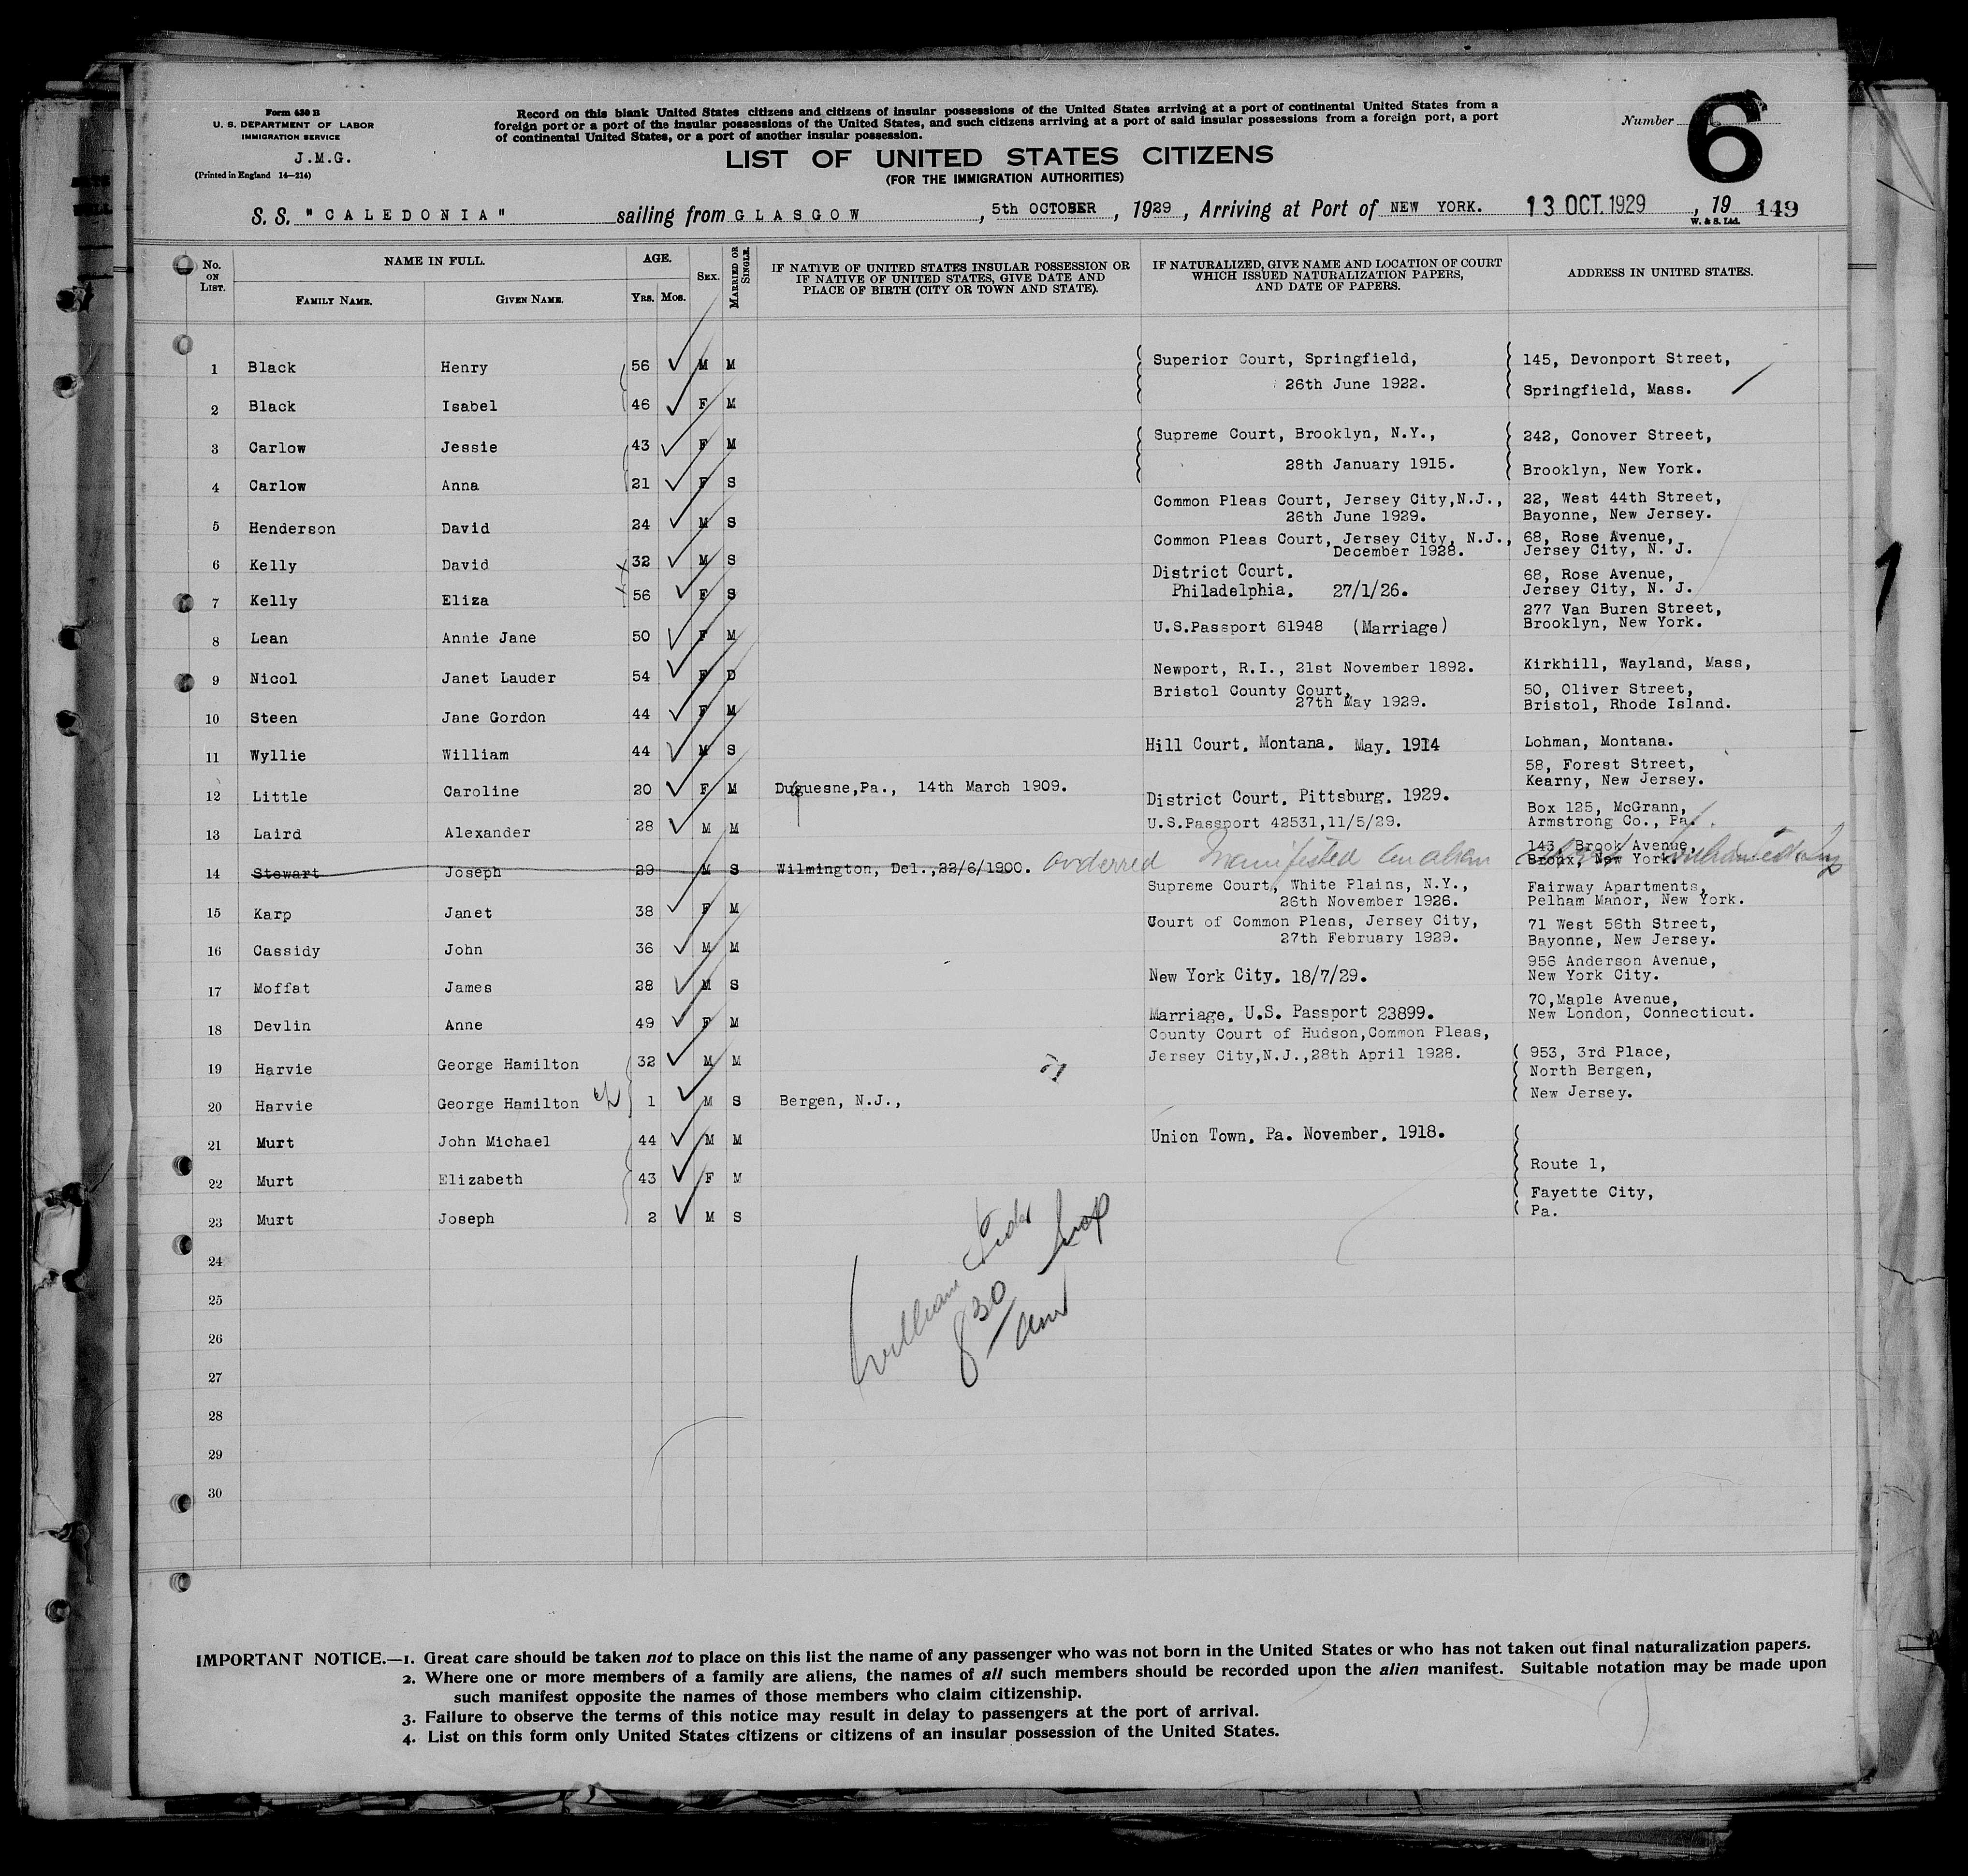 Form 630 B
U. S. DEPARTMENT OF LABOR
IMMIGRATION SERVICE
J.M.G.
(Printed in England 14—214)
Record on this blank United States citizens and citizens of insular possessions of the United States arriving at a port of continental United States from a
foreign port or a port of the insular possessions of the United States, and such citizens arriving at a port of said insular possessions from a foreign port, a port
of continental United States, or a port of another insular possession.
Number 6
LIST OF UNITED STATES CITIZENS
(FOR THE IMMIGRATION AUTHORITIES)
S.S. "CALEDONIA" sailing from GLASGOW, 5th OCTOBER, 1929, Arriving at Port of NEW YORK. 13 OCT. 1929, 19 149
W. & S. Ltd.
No. ON LIST. NAME IN FULL. FAMILY NAME. GIVEN NAME. AGE. YRS. MOS. SEX. MARRIED OR SINGLE. IF NATIVE OF UNITED STATES INSULAR POSSESSION OR IF NATIVE OF UNITED STATES, GIVE DATE AND PLACE OF BIRTH (CITY OR TOWN AND STATE). IF NATURALIZED, GIVE NAME AND LOCATION OF COURT WHICH ISSUED NATURALIZATION PAPERS, AND DATE OF PAPERS. ADDRESS IN UNITED STATES.
1 Black Henry 56 M M Superior Court, Springfield, 26th June 1922. 145, Devonport Street, Springfield, Mass.
2 Black Isabel 46 F M
3 Carlow Jessie 43 F M Supreme Court, Brooklyn, N.Y., 28th January 1915. 242, Conover Street, Brooklyn, New York.
4 Carlow Anna 21 F S
5 Henderson David 24 M S Common Pleas Court, Jersey City,N.J., 26th June 1929. 22, West 44th Street, Bayonne, New Jersey.
6 Kelly David 32 M S Common Pleas Court, Jersey City, N.J., December 1928. 68, Rose Avenue, Jersey City, N. J.
7 Kelly Eliza 56 F S District Court. Philadelphia. 27/1/26. 68, Rose Avenue, Jersey City, N. J.
8 Lean Annie Jane 50 F M U.S.Passport 61948 (Marriage) 277 Van Buren Street, Brooklyn, New York.
9 Nicol Janet Lauder 54 F D Newport, R.I., 21st November 1892. Kirkhill, Wayland, Mass,
10 Steen Jane Gordon 44 F M Bristol County Court, 27th May 1929. 50, Oliver Street, Bristol, Rhode Island.
11 Wyllie William 44 M S Hill Court. Montana. May. 1914 Lohman, Montana.
12 Little Caroline 20 F M Duquesne,Pa., 14th March 1909. 58, Forest Street, Kearny, New Jersey.
13 Laird Alexander 28 M M District Court. Pittsburg. 1929. U.S.Passport 42531,11/5/29. Box 125, McGrann, Armstrong Co., Pa.
14 Stewart Joseph 29 M S Wilmington, Del.,22/6/1900. Manifested an alien 143, Brook Avenue, Bronx, New York.
15 Karp Janet 38 F M Supreme Court, White Plains, N.Y., 26th November 1926. Fairway Apartments, Pelham Manor, New York.
16 Cassidy John 36 M M Court of Common Pleas, Jersey City, 27th February 1929. 71 West 56th Street, Bayonne, New Jersey.
17 Moffat James 28 M S New York City. 18/7/29. 956 Anderson Avenue, New York City.
18 Devlin Anne 49 F M Marriage. U.S. Passport 23899. 70,Maple Avenue, New London, Connecticut.
19 Harvie George Hamilton 32 M M County Court of Hudson,Common Pleas, Jersey City,N.J.,28th April 1928. 953, 3rd Place, North Bergen, New Jersey.
20 Harvie George Hamilton 1 M S Bergen, N.J.,
21 Murt John Michael 44 M M Union Town. Pa. November. 1918. Route 1, Fayette City, Pa.
22 Murt Elizabeth 43 F M
23 Murt Joseph 2 M S
24
25
26
27
28
29
30
William
830
IMPORTANT NOTICE.—1. Great care should be taken not to place on this list the name of any passenger who was not born in the United States or who has not taken out final naturalization papers.
2. Where one or more members of a family are aliens, the names of all such members should be recorded upon the alien manifest. Suitable notation may be made upon
such manifest opposite the names of those members who claim citizenship.
3. Failure to observe the terms of this notice may result in delay to passengers at the port of arrival.
4. List on this form only United States citizens or citizens of an insular possession of the United States.